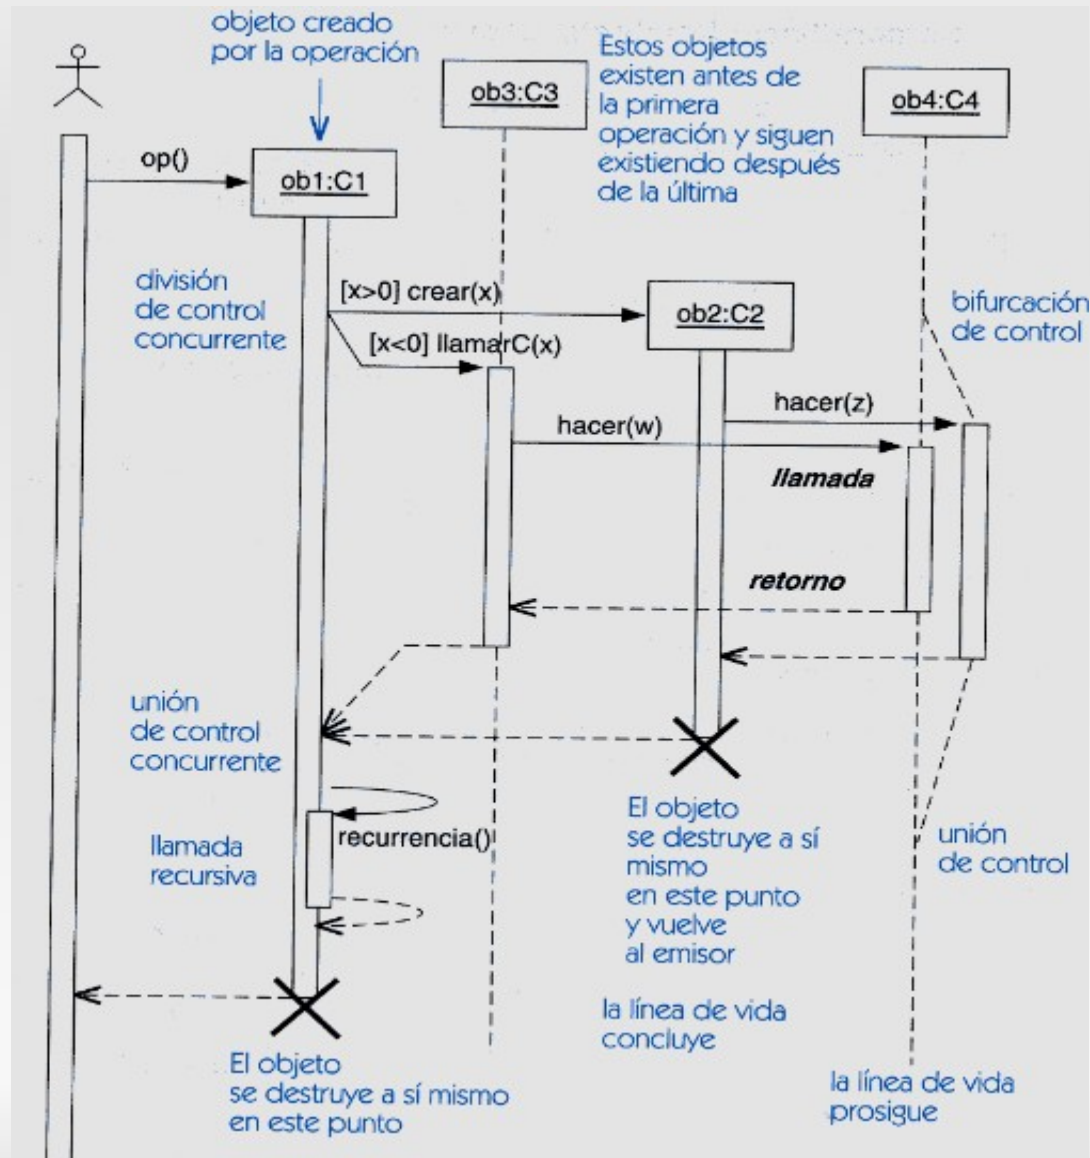 objeto creado
por la operación
ob3:C3
Estos objetos
existen antes de
la primera
operación y siguen
existiendo después
de la última
ob4:C4
op()
ob1:C1
división
de control
concurrente
[x>0] crear(x)
ob2:C2
bifurcación
de control
[x<0] llamarC(x)
hacer(z)
hacer(w)
llamada
retorno
unión
de control
concurrente
recurrencia()
llamada
recursiva
El objeto
se destruye a sí
mismo
en este punto
y vuelve
al emisor
unión
de control
la línea de vida
concluye
El objeto
se destruye a sí mismo
en este punto
la línea de vida
prosigue